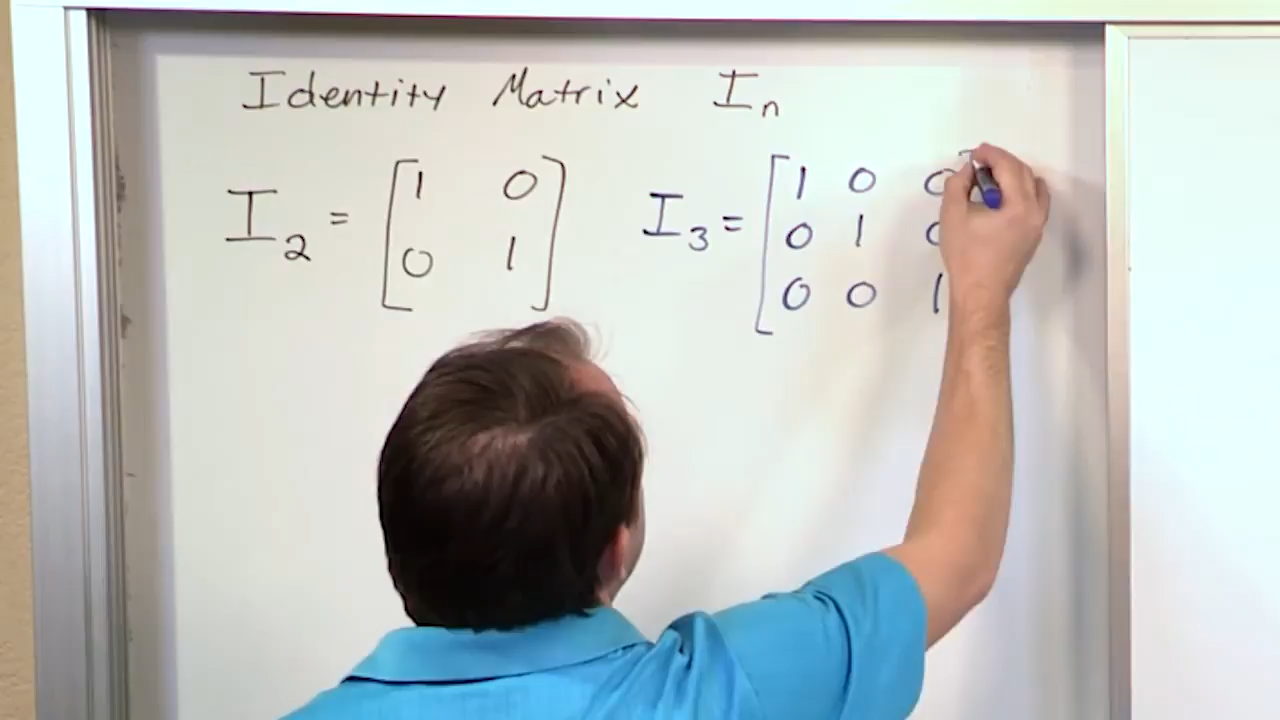 Identity Matrix Iₙ
I₂ = [1 0
0 1]
I₃ = [1 0 0
0 1 0
0 0 1